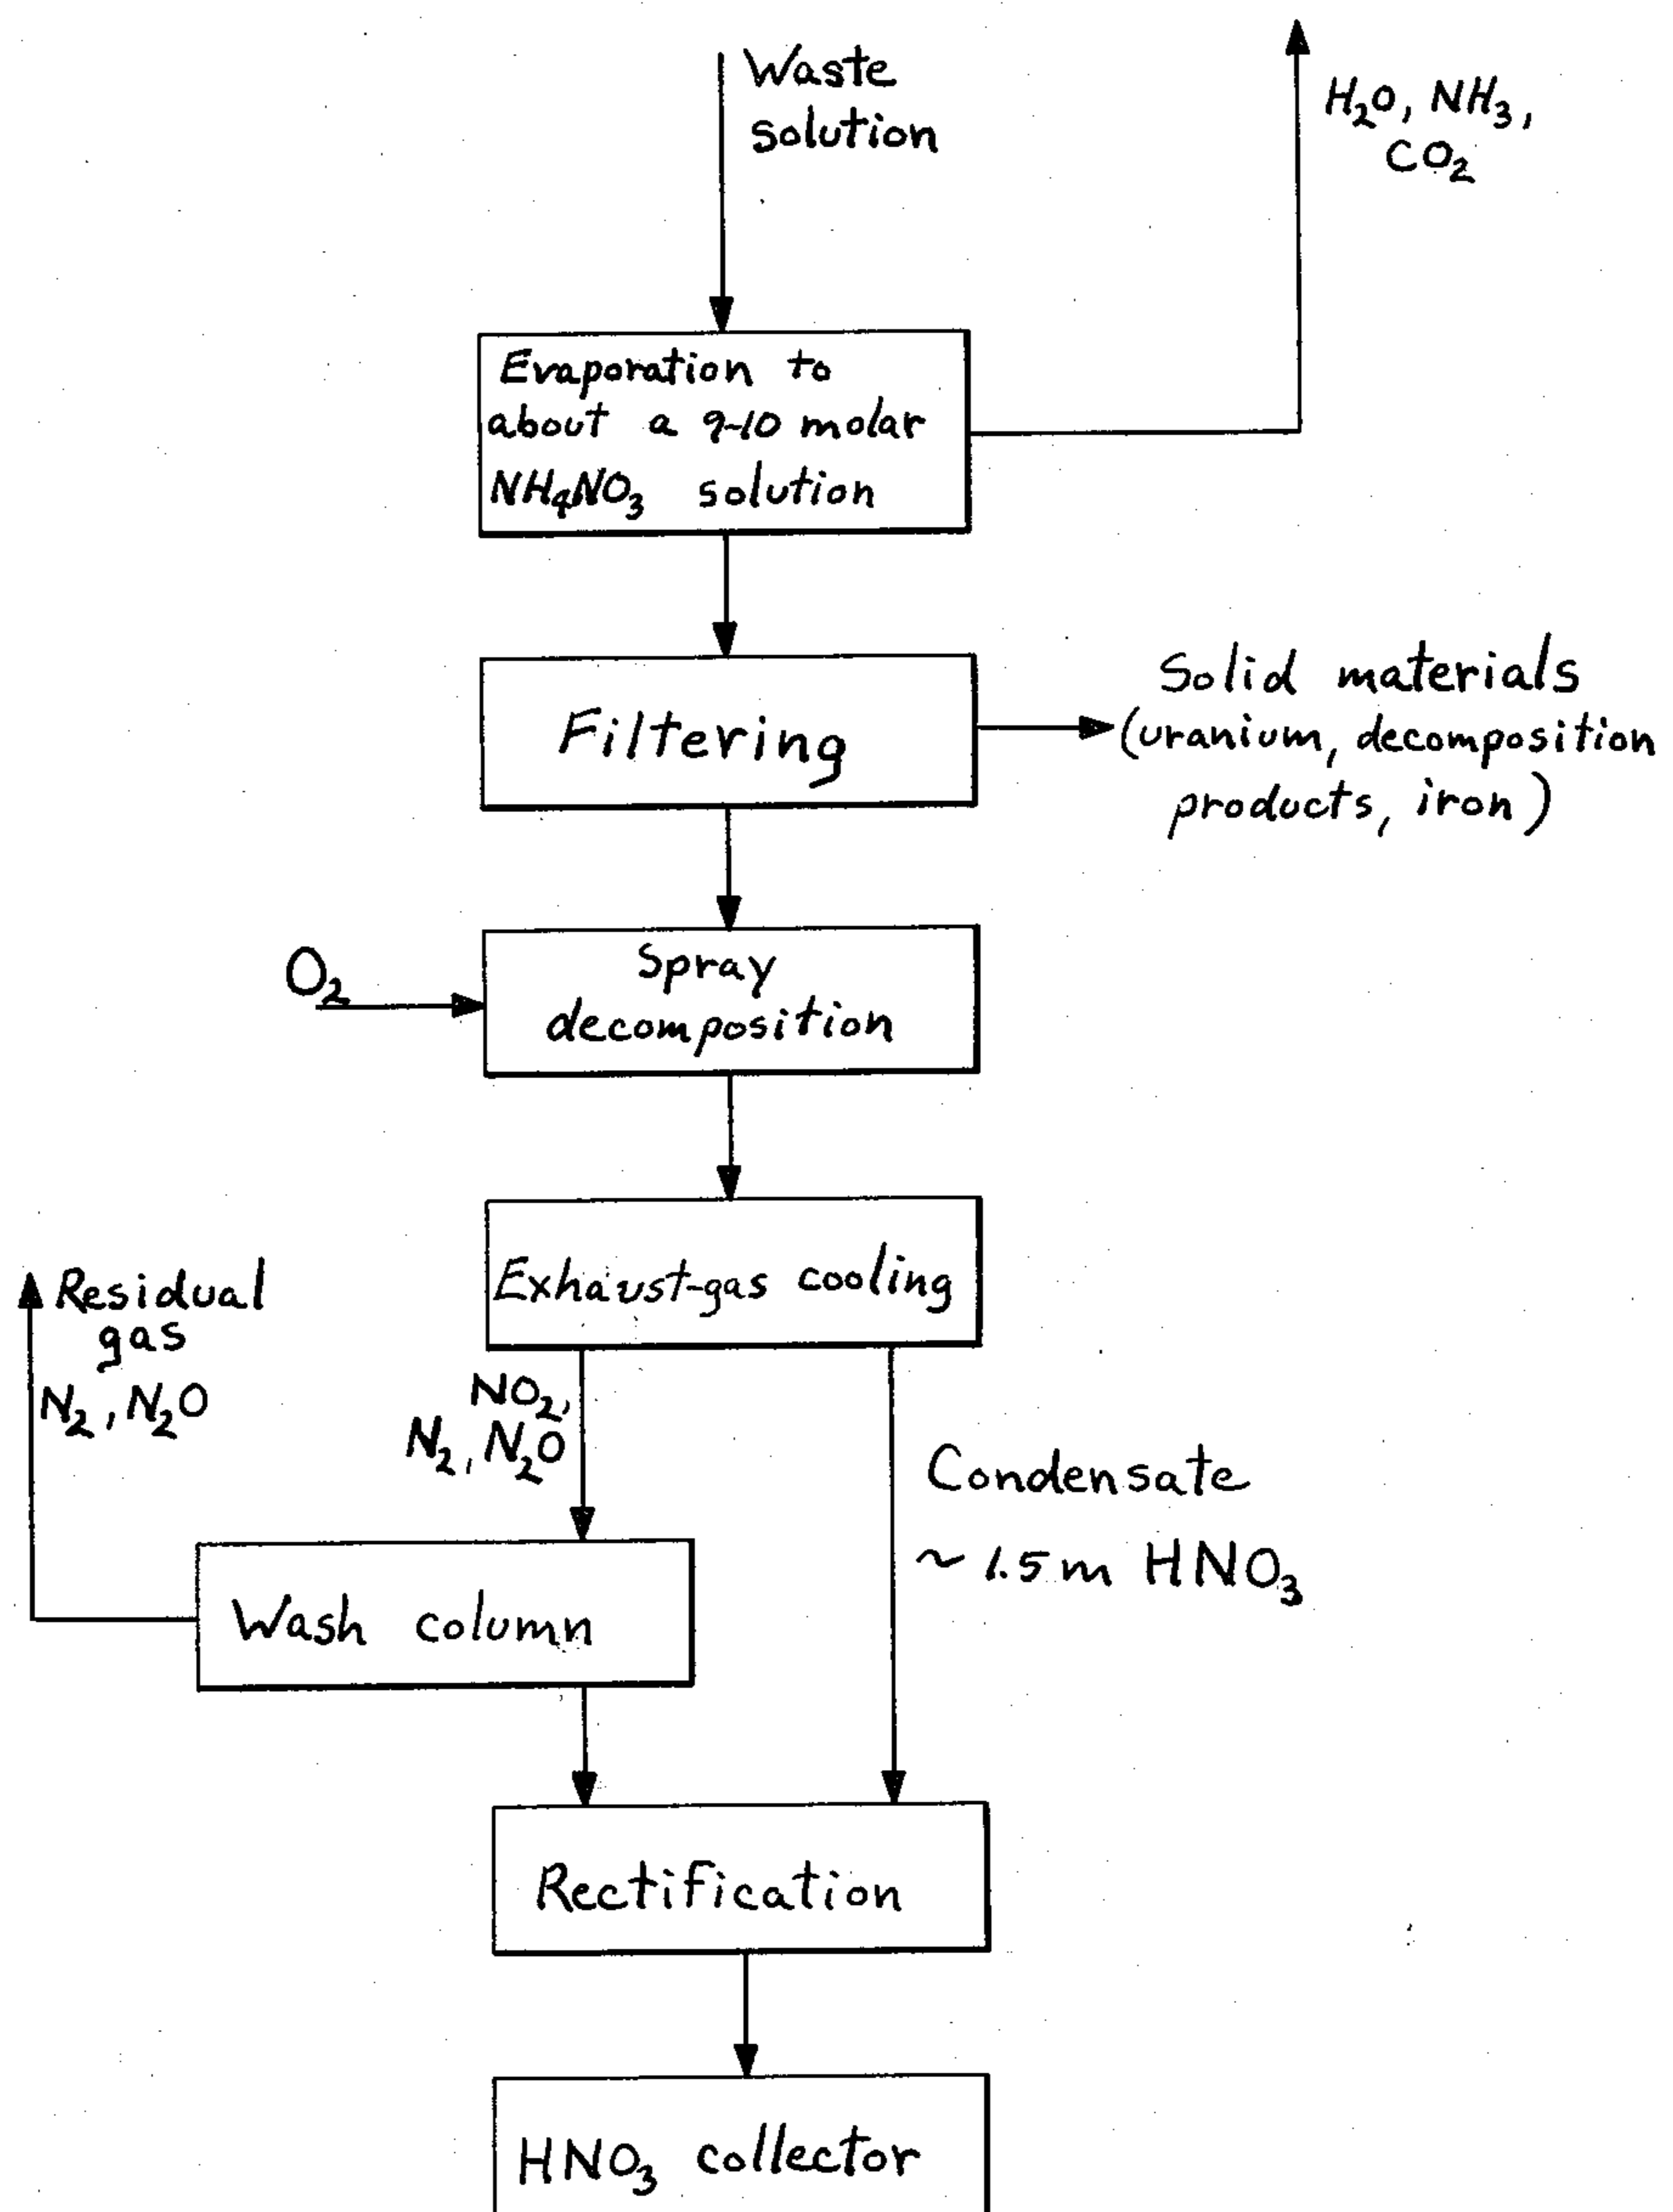 Waste
solution
H₂O, NH₃,
CO₂
Evaporation to
about a 9-10 molar
NH₄NO₃ solution
Filtering
Solid materials
(uranium, decomposition
products, iron)
O₂
Spray
decomposition
Exhaust-gas cooling
Residual
gas
N₂, N₂O
NO₂,
N₂, N₂O
Condensate
~ 1.5 m HNO₃
Wash column
Rectification
HNO₃ collector